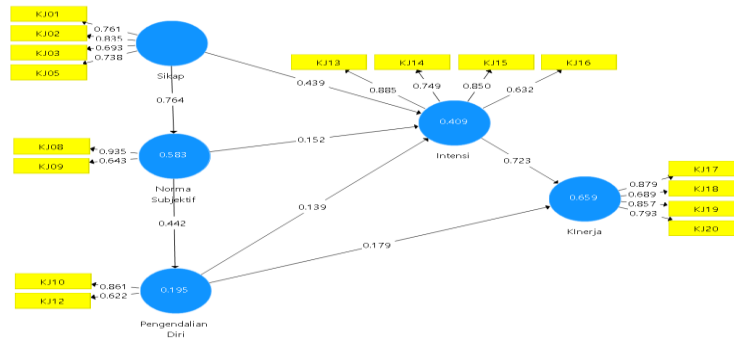 KJ01
KJ02
KJ03
KJ05
0.761
0.835
0.693
0.738
Sikap
0.764
0.439
KJ13
KJ14
KJ15
KJ16
0.885
0.749
0.850
0.632
0.409
Intensi
KJ08
KJ09
0.935
0.643
0.583
Norma
Subjektif
0.152
0.442
0.139
0.723
0.179
KJ17
KJ18
KJ19
KJ20
0.879
0.689
0.857
0.793
0.659
KInerja
KJ10
KJ12
0.861
0.622
0.195
Pengendalian
Diri